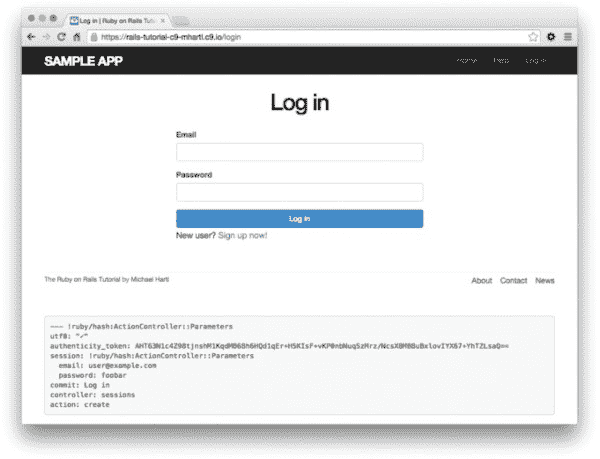 Log in | Ruby on Rails Tuto
https://rails-tutorial-c9-mhartl.c9.io/login
SAMPLE APP
Home Help Log in
Log in
Email
Password
Log in
New user? Sign up now!
The Ruby on Rails Tutorial by Michael Hartl
About Contact News
--- !ruby/hash:ActionController::Parameters
utf8: "✓"
authenticity_token:
session: !ruby/hash:ActionController::Parameters
email: user@example.com
password: foobar
commit: Log in
controller: sessions
action: create